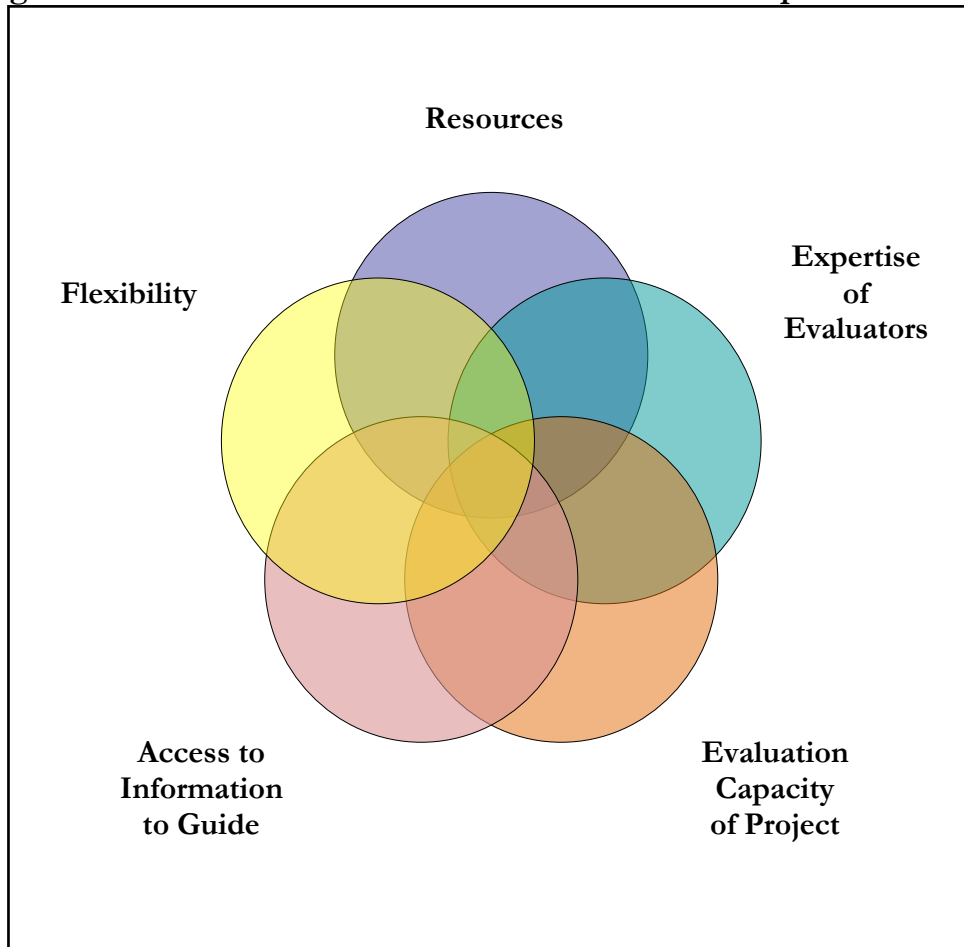 Resources
Expertise
of
Evaluators
Flexibility
Access to
Information
to Guide
Evaluation
Capacity
of Project